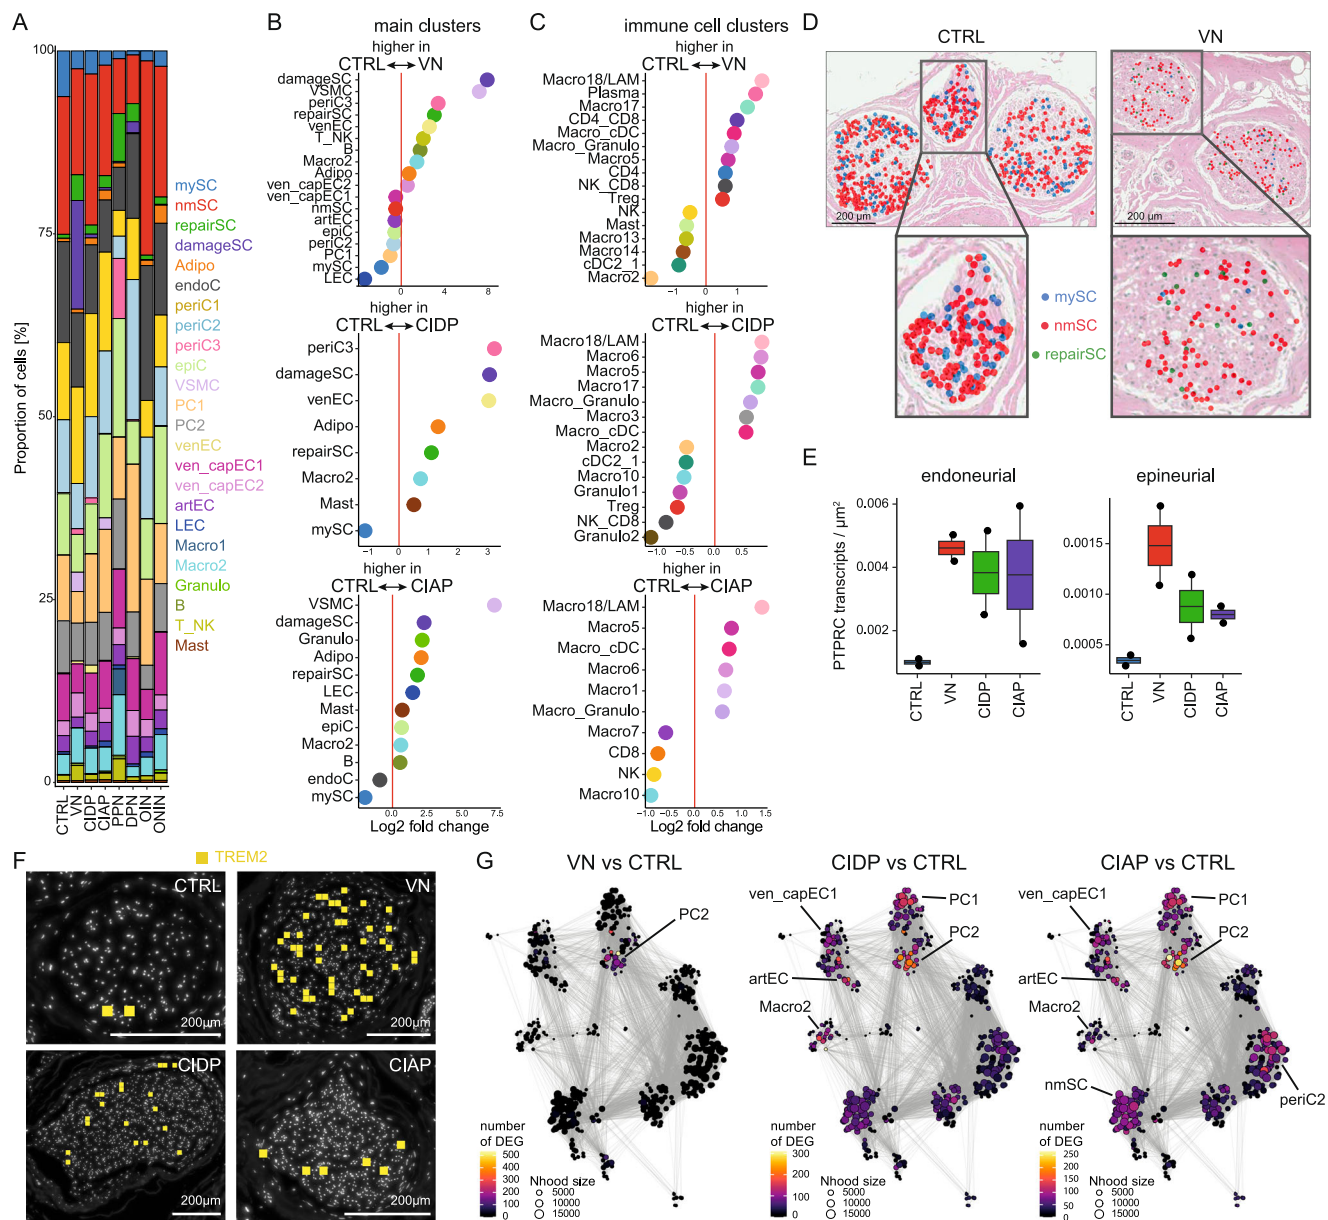 A
Proportion of cells [%]
100
75
50
25
0
CTRL
VN
CIDP
CIAP
PPN
DPN
OIN
ONIN
mySC
nmSC
repairSC
damageSC
Adipo
endoC
periC1
periC2
periC3
epiC
VSMC
PC1
PC2
venEC
ven_capEC1
ven_capEC2
artEC
LEC
Macro1
Macro2
Granulo
B
T_NK
Mast
B
main clusters
higher in
CTRL VN
damageSC
VSMC
periC3
repairSC
venEC
T_NK
B
Macro2
Adipo
ven_capEC2
ven_capEC1
nmSC
artEC
epiC
periC2
PC1
mySC
LEC
0 4 8
higher in
CTRL CIDP
periC3
damageSC
venEC
Adipo
repairSC
Macro2
Mast
mySC
-1 0 1 2 3
higher in
CTRL CIAP
VSMC
damageSC
Granulo
Adipo
repairSC
LEC
Mast
epiC
Macro2
B
endoC
mySC
0.0 2.5 5.0 7.5
Log2 fold change
C
immune cell clusters
higher in
CTRL VN
Macro18/LAM
Plasma
Macro17
CD4_CD8
Macro_cDC
Macro_Granulo
Macro5
CD4
NK_CD8
Treg
NK
Mast
Macro13
Macro14
cDC2_1
Macro2
-1 0 1
higher in
CTRL CIDP
Macro18/LAM
Macro6
Macro5
Macro17
Macro_Granulo
Macro3
Macro_cDC
Macro2
cDC2_1
Macro10
Granulo1
Treg
NK_CD8
Granulo2
-1.0 -0.5 0.0 0.5
higher in
CTRL CIAP
Macro18/LAM
Macro5
Macro_cDC
Macro6
Macro1
Macro_Granulo
Macro7
CD8
NK
Macro10
-1.0 -0.5 0.0 0.5 1.0 1.5
Log2 fold change
D
CTRL VN
200 µm
200 µm
mySC
nmSC
repairSC
E
endoneurial
PTPRC transcripts / µm²
0.006
0.004
0.002
CTRL
VN
CIDP
CIAP
epineurial
0.0015
0.0010
0.0005
CTRL
VN
CIDP
CIAP
F
TREM2
CTRL
200µm
VN
200µm
CIDP
200µm
CIAP
200µm
G
VN vs CTRL
PC2
number
of DEG
500
400
300
200
100
0
Nhood size
5000
10000
15000
CIDP vs CTRL
ven_capEC1
PC1
PC2
artEC
Macro2
number
of DEG
300
200
100
0
Nhood size
5000
10000
15000
CIAP vs CTRL
ven_capEC1
PC1
PC2
artEC
Macro2
nmSC
periC2
number
of DEG
250
200
150
100
50
0
Nhood size
5000
10000
15000